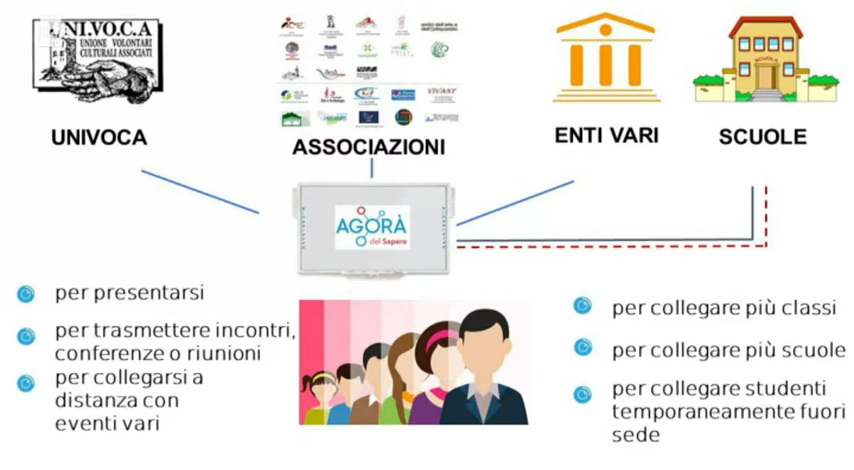 UNI.VO.C.A
UNIONE VOLONTARI
CULTURALI ASSOCIATI
VIVANT
SCUOLA
UNIVOCA
ASSOCIAZIONI
ENTI VARI
SCUOLE
AGORÀ
del Sapere
per presentarsi
per trasmettere incontri,
conferenze o riunioni
per collegarsi a
distanza con
eventi vari
per collegare più classi
per collegare più scuole
per collegare studenti
temporaneamente fuori
sede